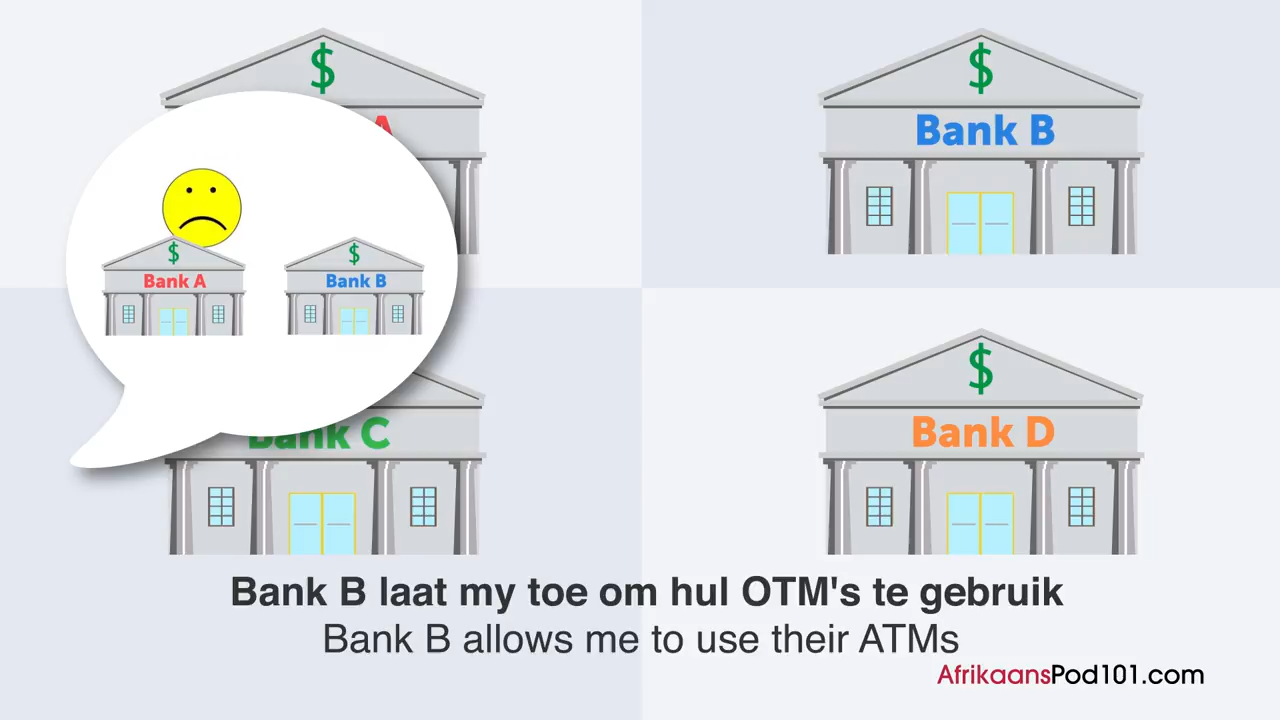 $
A
$
Bank B
$
Bank A
$
Bank B
Bank C
$
Bank D
Bank B laat my toe om hul OTM's te gebruik
Bank B allows me to use their ATMs
AfrikaansPod101.com